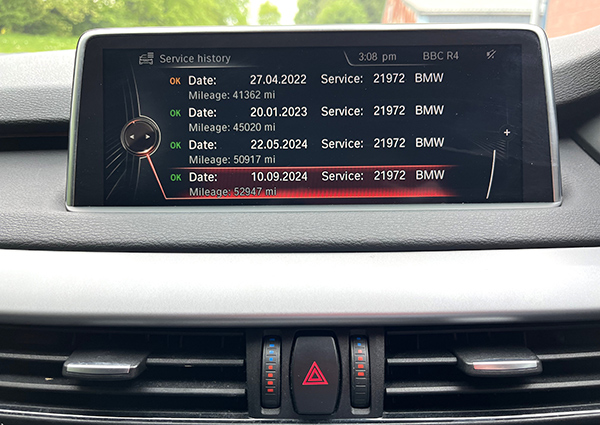 Service history 3:08 pm BBC R4
OK Date: 27.04.2022 Service: 21972 BMW
Mileage: 41362 mi
OK Date: 20.01.2023 Service: 21972 BMW
Mileage: 45020 mi
OK Date: 22.05.2024 Service: 21972 BMW
Mileage: 50917 mi
OK Date: 10.09.2024 Service: 21972 BMW
Mileage: 52947 mi